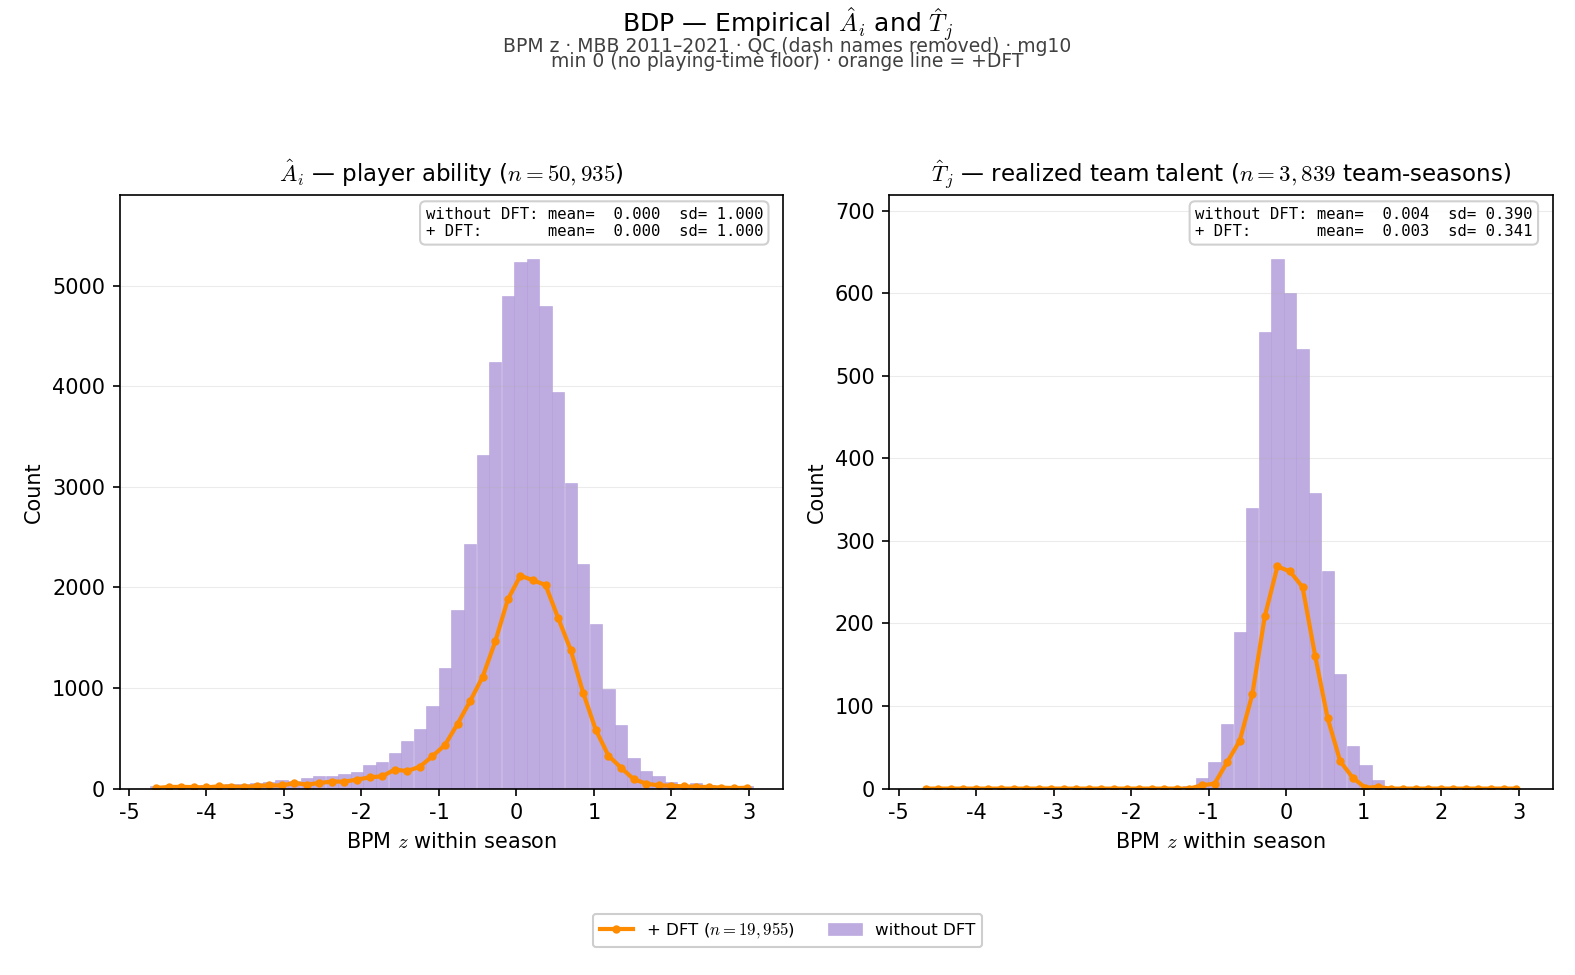 BDP — Empirical Âᵢ and T̂ⱼ
BPM z · MBB 2011–2021 · QC (dash names removed) · mg10
min 0 (no playing-time floor) · orange line = +DFT
Âᵢ — player ability (n = 50, 935)
without DFT: mean=  0.000  sd= 1.000
+ DFT:       mean=  0.000  sd= 1.000
Count
5000
4000
3000
2000
1000
0
-5 -4 -3 -2 -1 0 1 2 3
BPM z within season
T̂ⱼ — realized team talent (n = 3, 839 team-seasons)
without DFT: mean=  0.004  sd= 0.390
+ DFT:       mean=  0.003  sd= 0.341
Count
700
600
500
400
300
200
100
0
-5 -4 -3 -2 -1 0 1 2 3
BPM z within season
+ DFT (n = 19, 955) without DFT